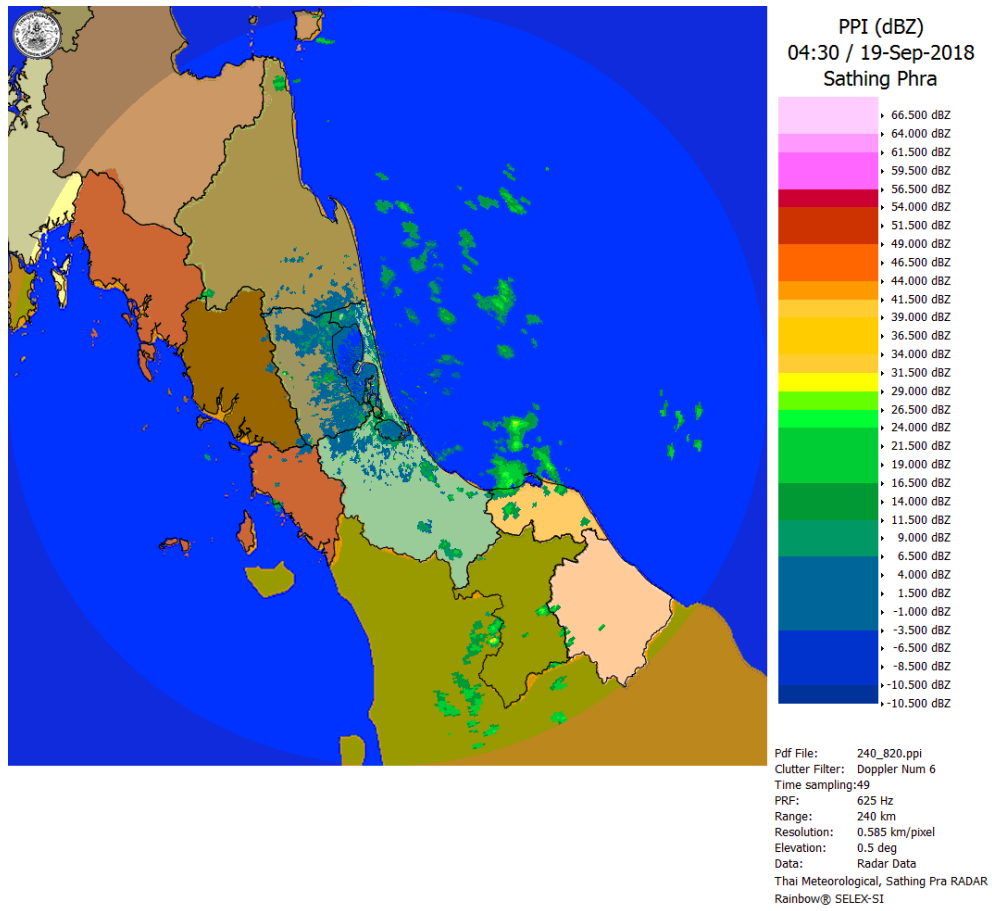 PPI (dBZ)
04:30 / 19-Sep-2018
Sathing Phra
66.500 dBZ
64.000 dBZ
61.500 dBZ
59.500 dBZ
56.500 dBZ
54.000 dBZ
51.500 dBZ
49.000 dBZ
46.500 dBZ
44.000 dBZ
41.500 dBZ
39.000 dBZ
36.500 dBZ
34.000 dBZ
31.500 dBZ
29.000 dBZ
26.500 dBZ
24.000 dBZ
21.500 dBZ
19.000 dBZ
16.500 dBZ
14.000 dBZ
11.500 dBZ
9.000 dBZ
6.500 dBZ
4.000 dBZ
1.500 dBZ
-1.000 dBZ
-3.500 dBZ
-6.500 dBZ
-8.500 dBZ
-10.500 dBZ
-10.500 dBZ
Pdf File: 240_820.ppi
Clutter Filter: Doppler Num 6
Time sampling:49
PRF: 625 Hz
Range: 240 km
Resolution: 0.585 km/pixel
Elevation: 0.5 deg
Data: Radar Data
Thai Meteorological, Sathing Pra RADAR
Rainbow® SELEX-SI